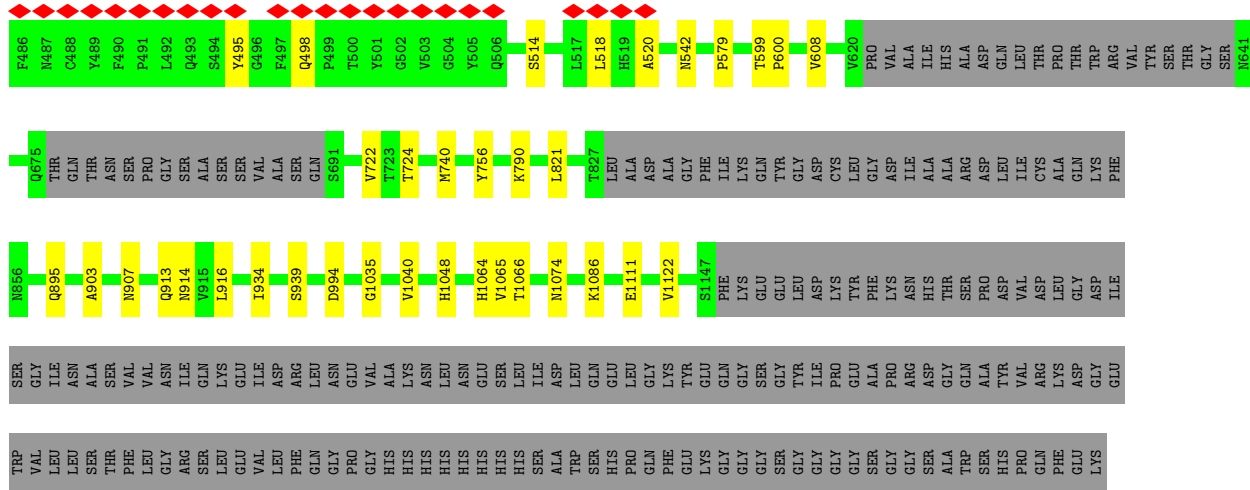 F486 N487 C488 Y489 F490 P491 L492 Q493 S494 Y495 G496 F497 Q498 P499 T500 Y501 G502 V503 G504 Y505 Q506 S514 L517 L518 H519 A520 N542 P579 T599 P600 V608 V620 PRO VAL ALA ILE HIS ALA ASP GLN LEU THR PRO THR TRP ARG VAL TYR SER THR GLY SER N641
Q675 THR GLN THR ASN SER PRO GLY SER ALA SER SER VAL ALA SER GLN S691 V722 T723 T724 M740 Y756 K790 L821 T827 LEU ALA ASP ALA GLY PHE ILE LYS GLN TYR GLY ASP CYS LEU GLY ASP ILE ALA ALA ARG ASP LEU ILE CYS ALA GLN LYS PHE
N856 Q895 A903 N907 Q913 N914 V915 L916 I934 S939 D994 G1035 V1040 H1048 H1064 V1065 T1066 N1074 K1086 E1111 V1122 S1147 PHE LYS GLU GLU LEU ASP LYS TYR PHE LYS ASN HIS THR SER PRO ASP VAL ASP LEU GLY ASP ILE
SER GLY ILE ASN ALA SER VAL VAL ASN ILE GLN LYS GLU ILE ASP ARG LEU ASN GLU VAL ALA LYS ASN LEU ASN GLU SER LEU ILE ASP LEU GLN GLU LEU GLY LYS TYR GLU GLN GLY SER GLY TYR ILE PRO GLU ALA PRO ARG ASP GLY GLN ALA TYR VAL ARG LYS ASP GLY GLU
TRP VAL LEU LEU SER THR PHE LEU GLY ARG SER LEU GLU VAL LEU PHE GLN GLY PRO GLY HIS HIS HIS HIS HIS HIS HIS HIS SER ALA TRP SER HIS PRO GLN PHE GLU LYS GLY GLY GLY SER GLY GLY GLY GLY SER GLY GLY SER ALA TRP SER HIS PRO GLN PHE GLU LYS